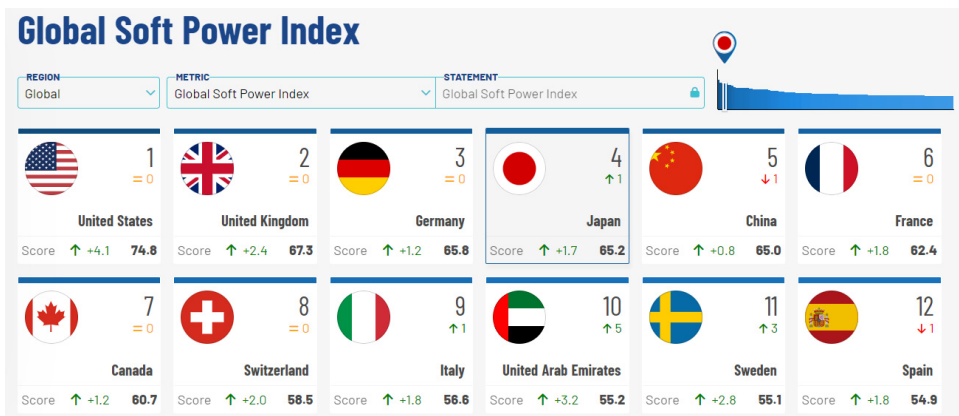 Global Soft Power Index
REGION METRIC STATEMENT
Global Global Soft Power Index Global Soft Power Index
1 2 3 4 5 6
= 0 = 0 = 0 ↑ 1 ↓ 1 = 0
United States United Kingdom Germany Japan China France
Score ↑ +4.1 74.8 Score ↑ +2.4 67.3 Score ↑ +1.2 65.8 Score ↑ +1.7 65.2 Score ↑ +0.8 65.0 Score ↑ +1.8 62.4
7 8 9 10 11 12
= 0 = 0 ↑ 1 ↑ 5 ↑ 3 ↓ 1
Canada Switzerland Italy United Arab Emirates Sweden Spain
Score ↑ +1.2 60.7 Score ↑ +2.0 58.5 Score ↑ +1.8 56.6 Score ↑ +3.2 55.2 Score ↑ +2.8 55.1 Score ↑ +1.8 54.9